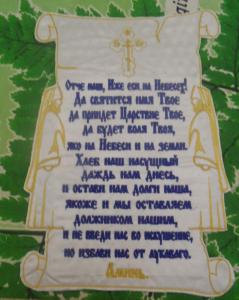 Отче наш, Иже еси на Небесех!
Да святится имя Твое
да приидет Царствие Твое,
да будет воля Твоя,
яко на Небеси и на земли.
Хлеб наш насущный
даждь нам днесь,
и остави нам долги наша,
якоже и мы оставляем
должником нашим,
и не введи нас во искушение,
но избави нас от лукаваго.
Аминь.